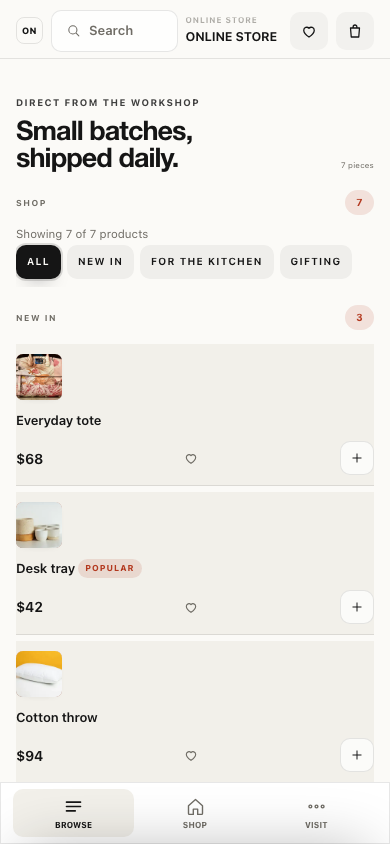 ON
Search
ONLINE STORE
ONLINE STORE
DIRECT FROM THE WORKSHOP
Small batches,
shipped daily.
7 pieces
SHOP
7
Showing 7 of 7 products
ALL
NEW IN
FOR THE KITCHEN
GIFTING
NEW IN
3
Everyday tote
$68
Desk tray POPULAR
$42
Cotton throw
$94
BROWSE
SHOP
VISIT